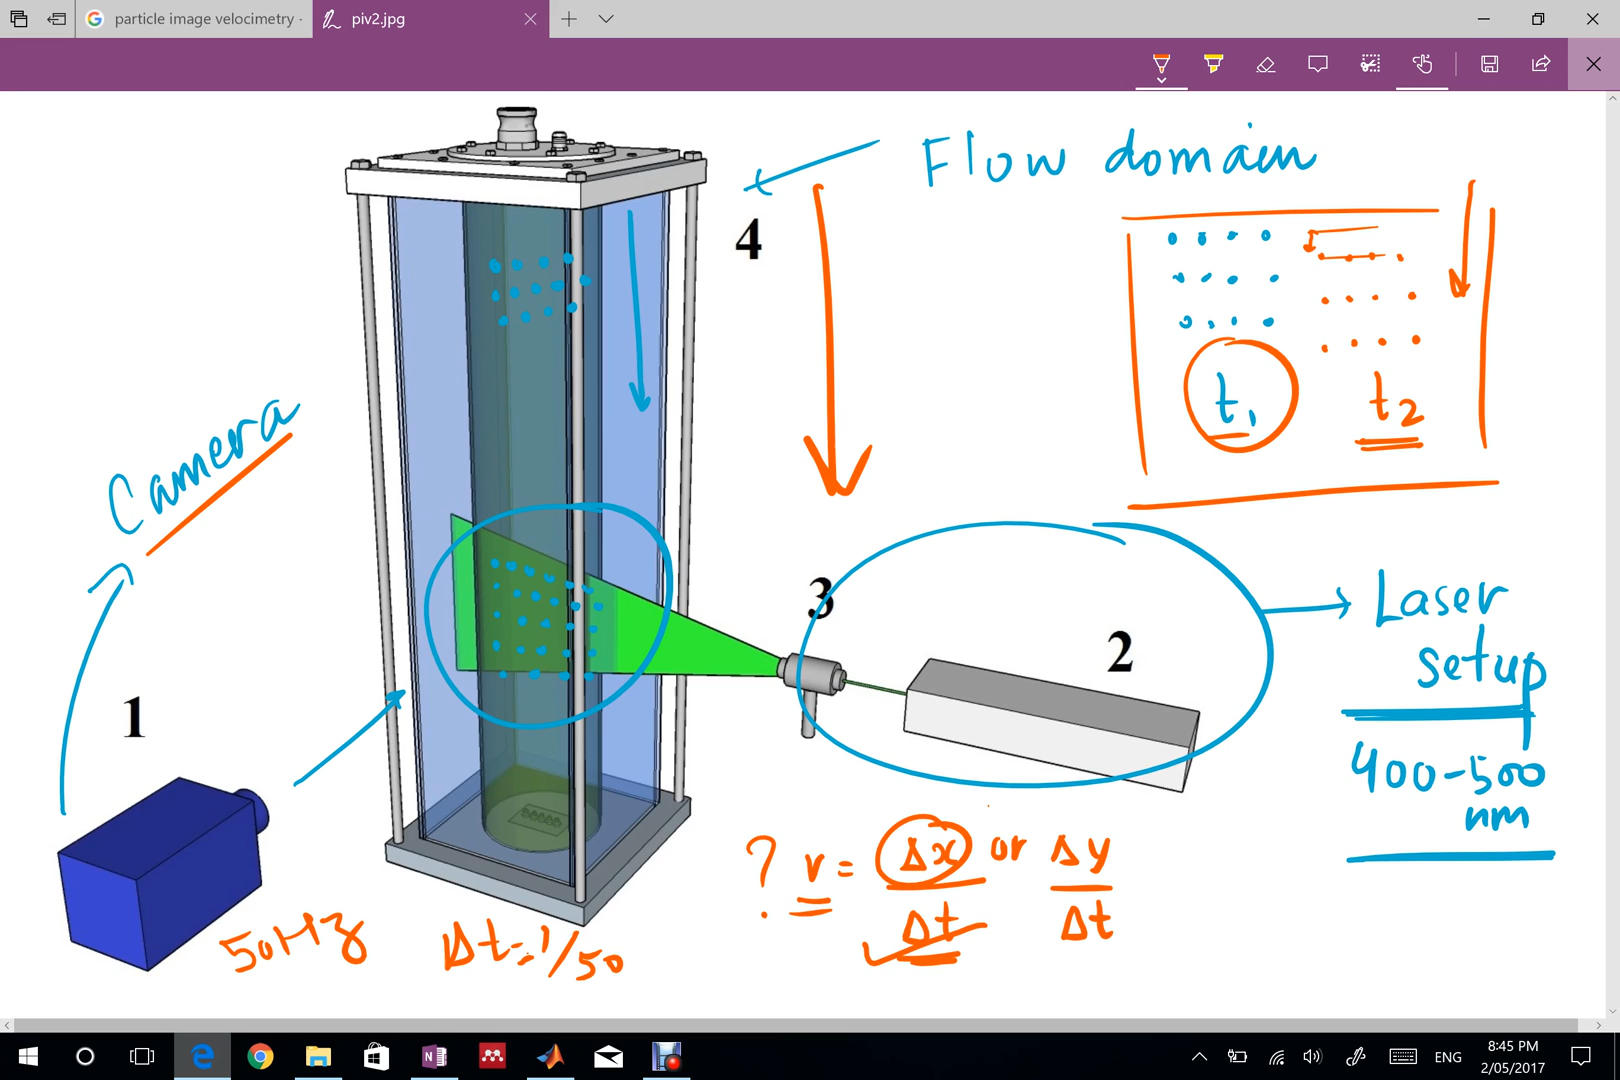 particle image velocimetry -
piv2.jpg
Flow domain
4
t₁
t₂
Camera
3
2
Laser
setup
400-500
nm
1
? v = Δx/Δt or Δy/Δt
50Hz
Δt=1/50
ENG
8:45 PM
2/05/2017